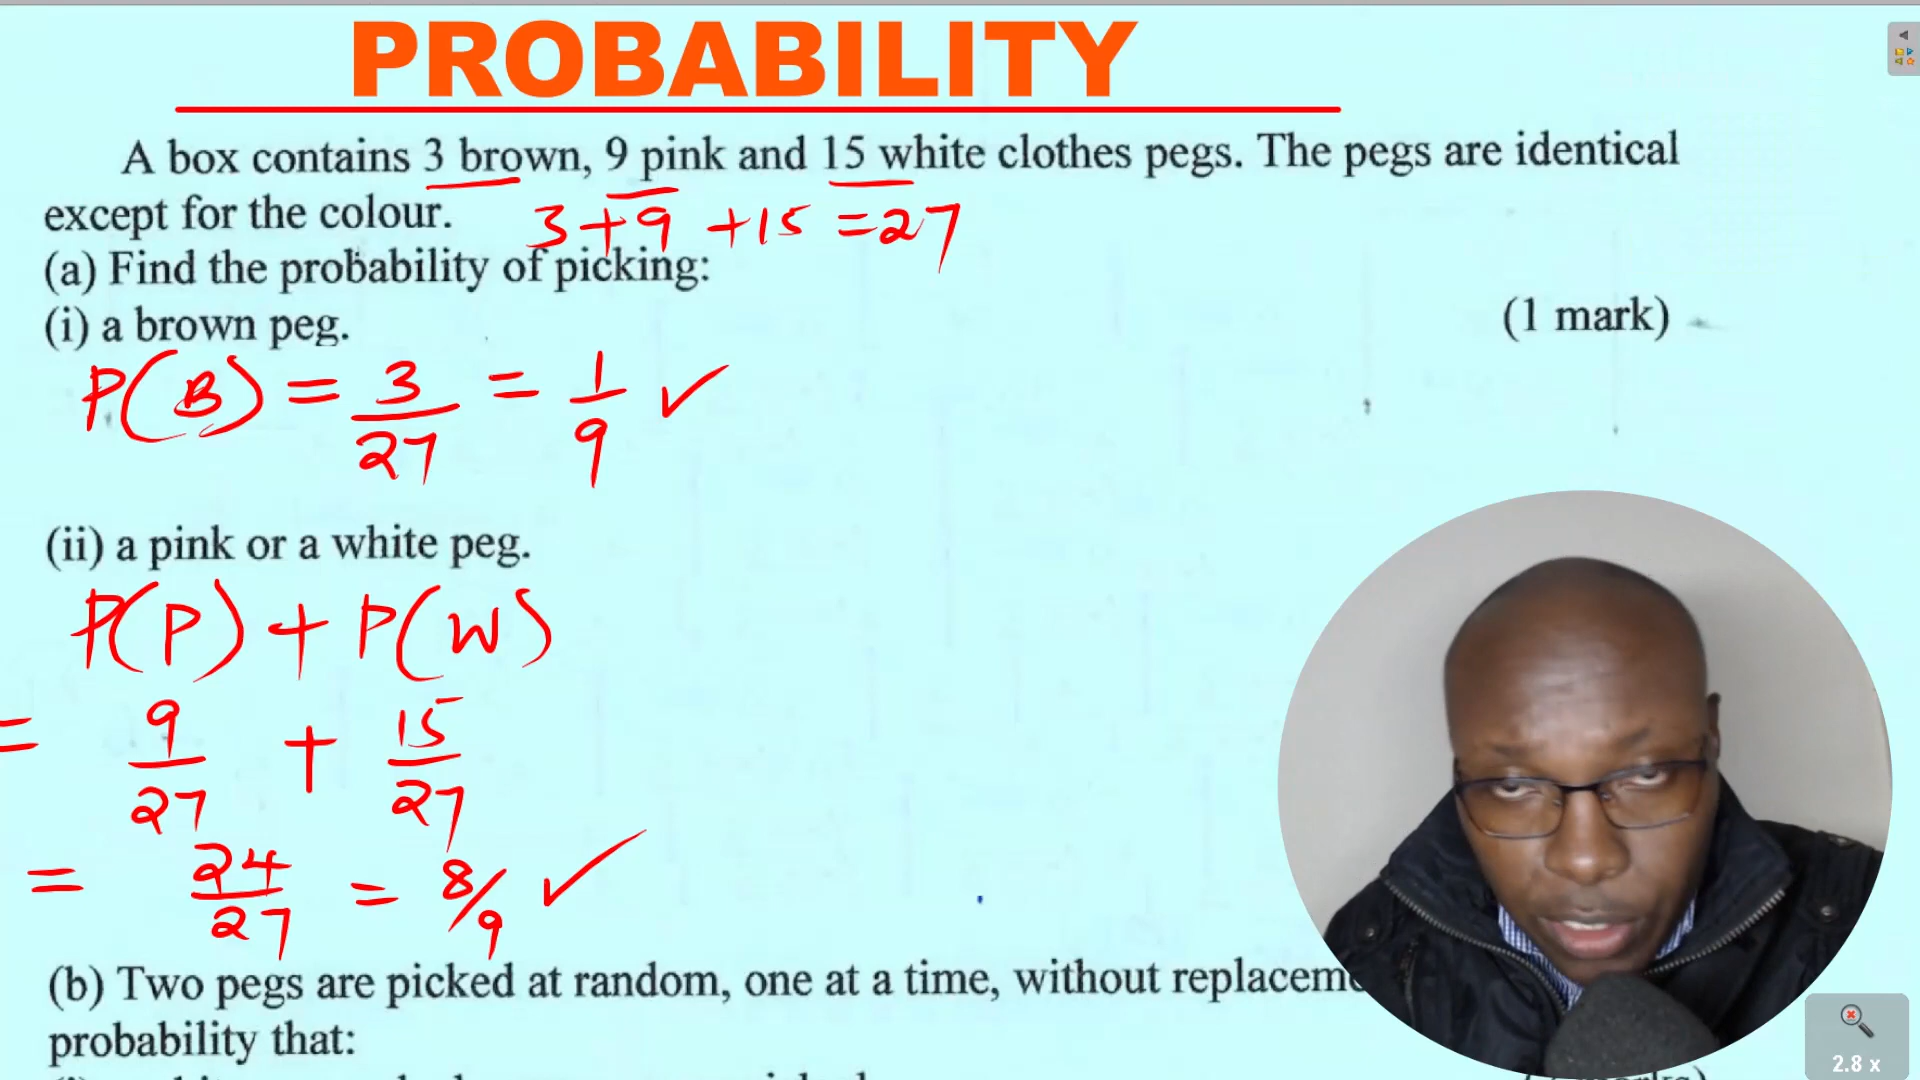 PROBABILITY
A box contains 3 brown, 9 pink and 15 white clothes pegs. The pegs are identical
except for the colour. 3+9 +15 =27
(a) Find the probability of picking:
(i) a brown peg. (1 mark)
P(B) = 3/27 = 1/9 ✓
(ii) a pink or a white peg.
P(P) + P(W)
= 9/27 + 15/27
= 24/27 = 8/9 ✓
(b) Two pegs are picked at random, one at a time, without
probability that:
2.8 x